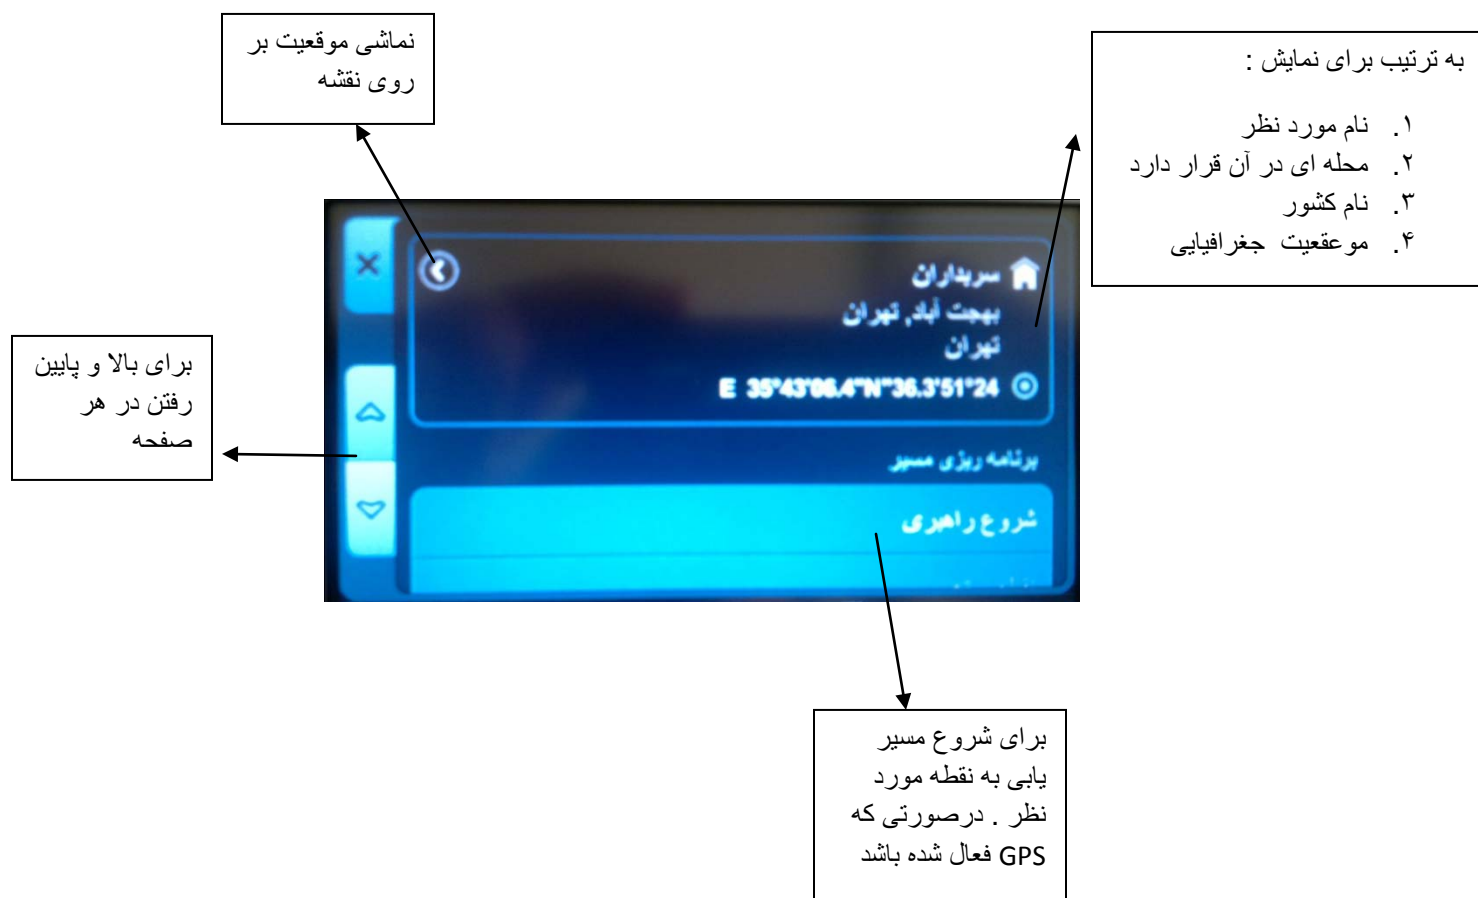 نماشی موقعیت بر
روی نقشه
به ترتیب برای نمایش :
۱. نام مورد نظر
۲. محله ای در آن قرار دارد
۳. نام کشور
۴. موعقعیت جغرافیایی
سربداران
بهجت آباد, تهران
تهران
E 35°43'06.4"N"36.3'51°24
برنامه ریزی مسیر
شروع راهبری
برای بالا و پایین
رفتن در هر
صفحه
برای شروع مسیر
یابی به نقطه مورد
نظر . درصورتی که
GPS فعال شده باشد